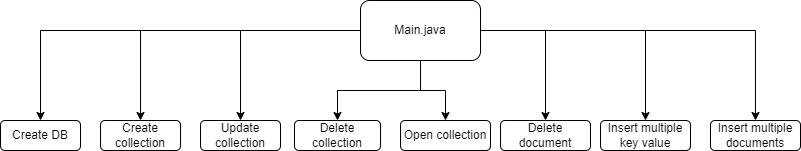 Main.java
Create DB
Create
collection
Update
collection
Delete
collection
Open collection
Delete
document
Insert multiple
key value
Insert multiple
documents